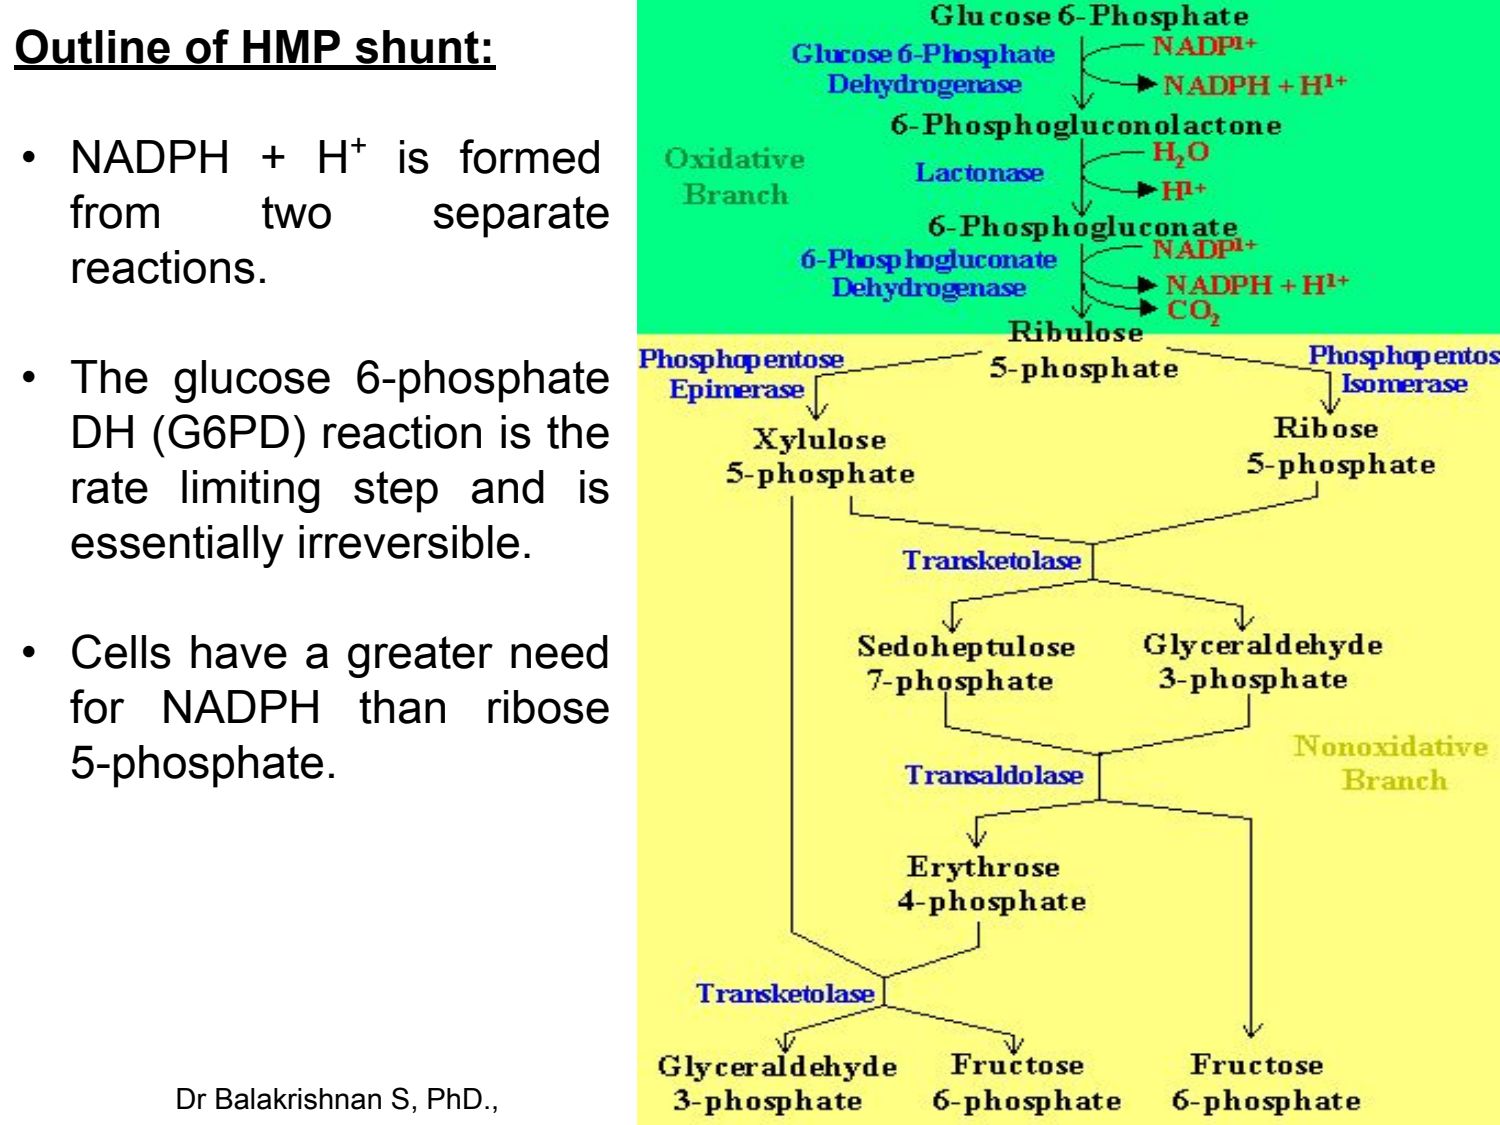 Outline of HMP shunt:
• NADPH + H⁺ is formed
from two separate
reactions.
• The glucose 6-phosphate
DH (G6PD) reaction is the
rate limiting step and is
essentially irreversible.
• Cells have a greater need
for NADPH than ribose
5-phosphate.
Dr Balakrishnan S, PhD.,
Glucose 6-Phosphate
Glucose 6-Phosphate
Dehydrogenase
NADP¹⁺
NADPH + H¹⁺
6-Phosphogluconolactone
Oxidative
Branch
Lactonase
H₂O
H¹⁺
6-Phosphogluconate
6-Phosphogluconate
Dehydrogenase
NADP¹⁺
NADPH + H¹⁺
CO₂
Ribulose
5-phosphate
Phosphopentose
Epimerase
Phosphopentos
Isomerase
Xylulose
5-phosphate
Ribose
5-phosphate
Transketolase
Sedoheptulose
7-phosphate
Glyceraldehyde
3-phosphate
Nonoxidative
Branch
Transaldolase
Erythrose
4-phosphate
Transketolase
Glyceraldehyde
3-phosphate
Fructose
6-phosphate
Fructose
6-phosphate